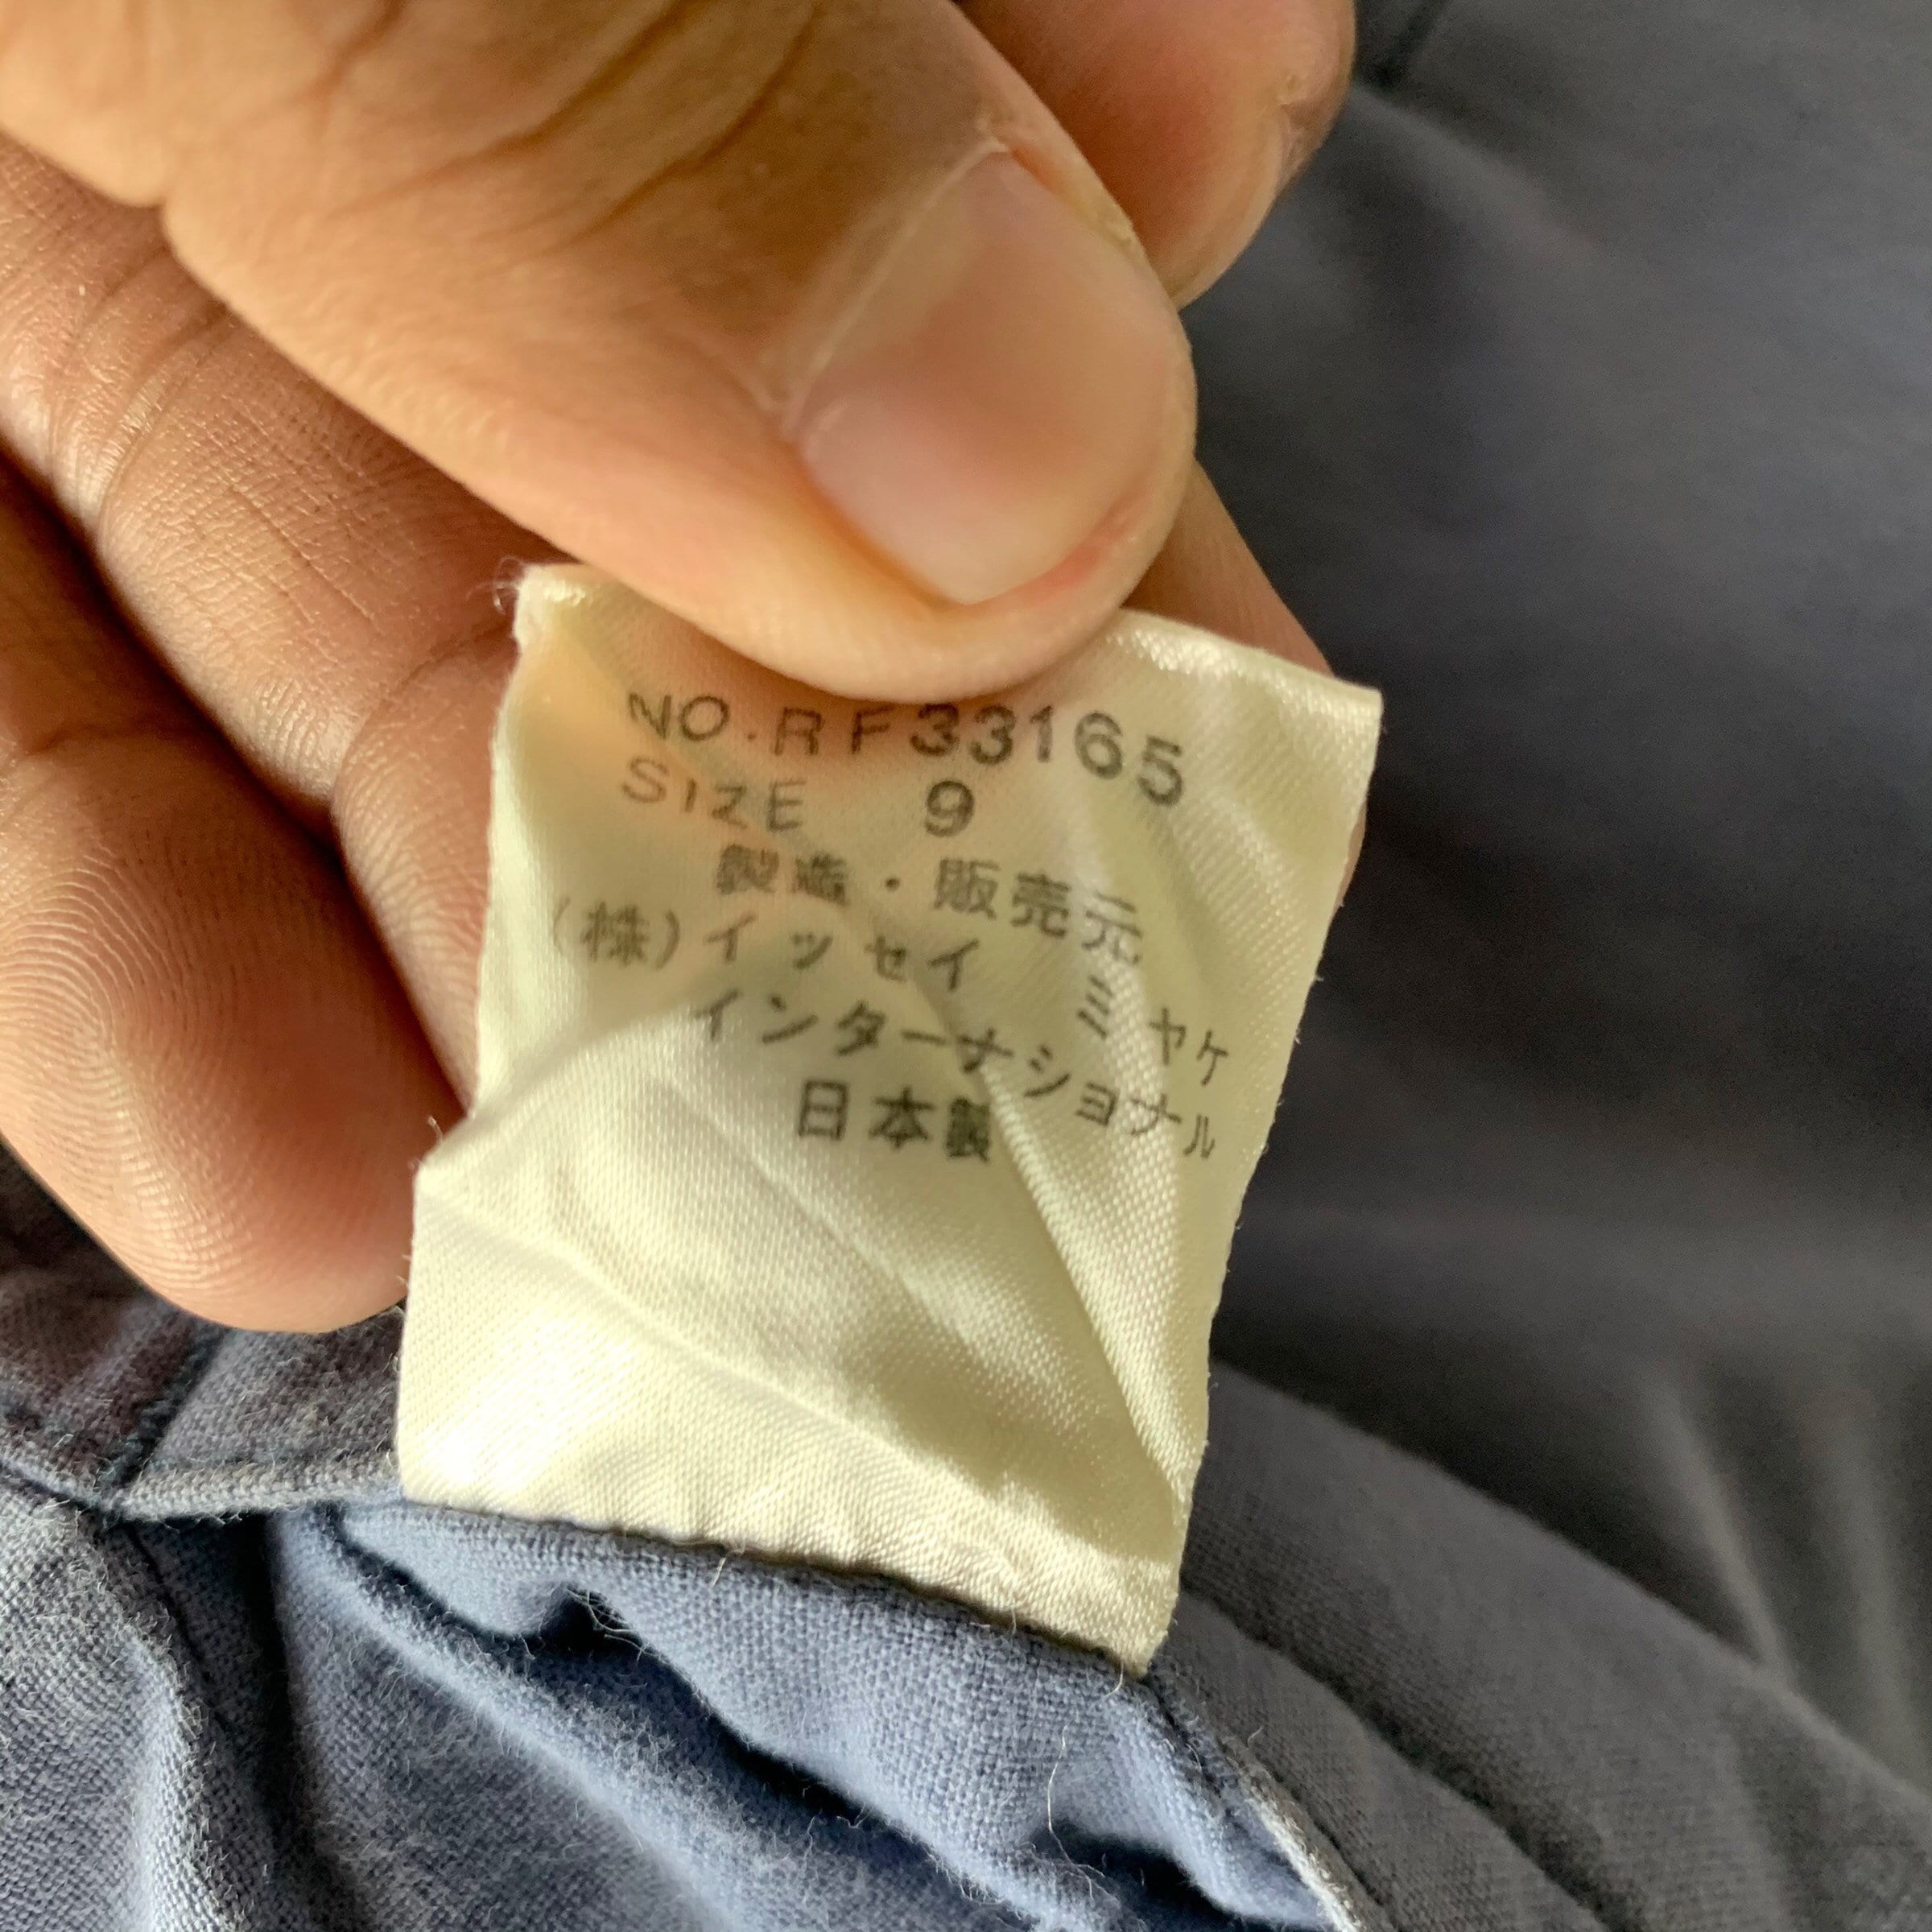 NO.RF33165
SIZE 9
製造・販売元
(株)イッセイ ミヤケ
インターナショナル
日本製